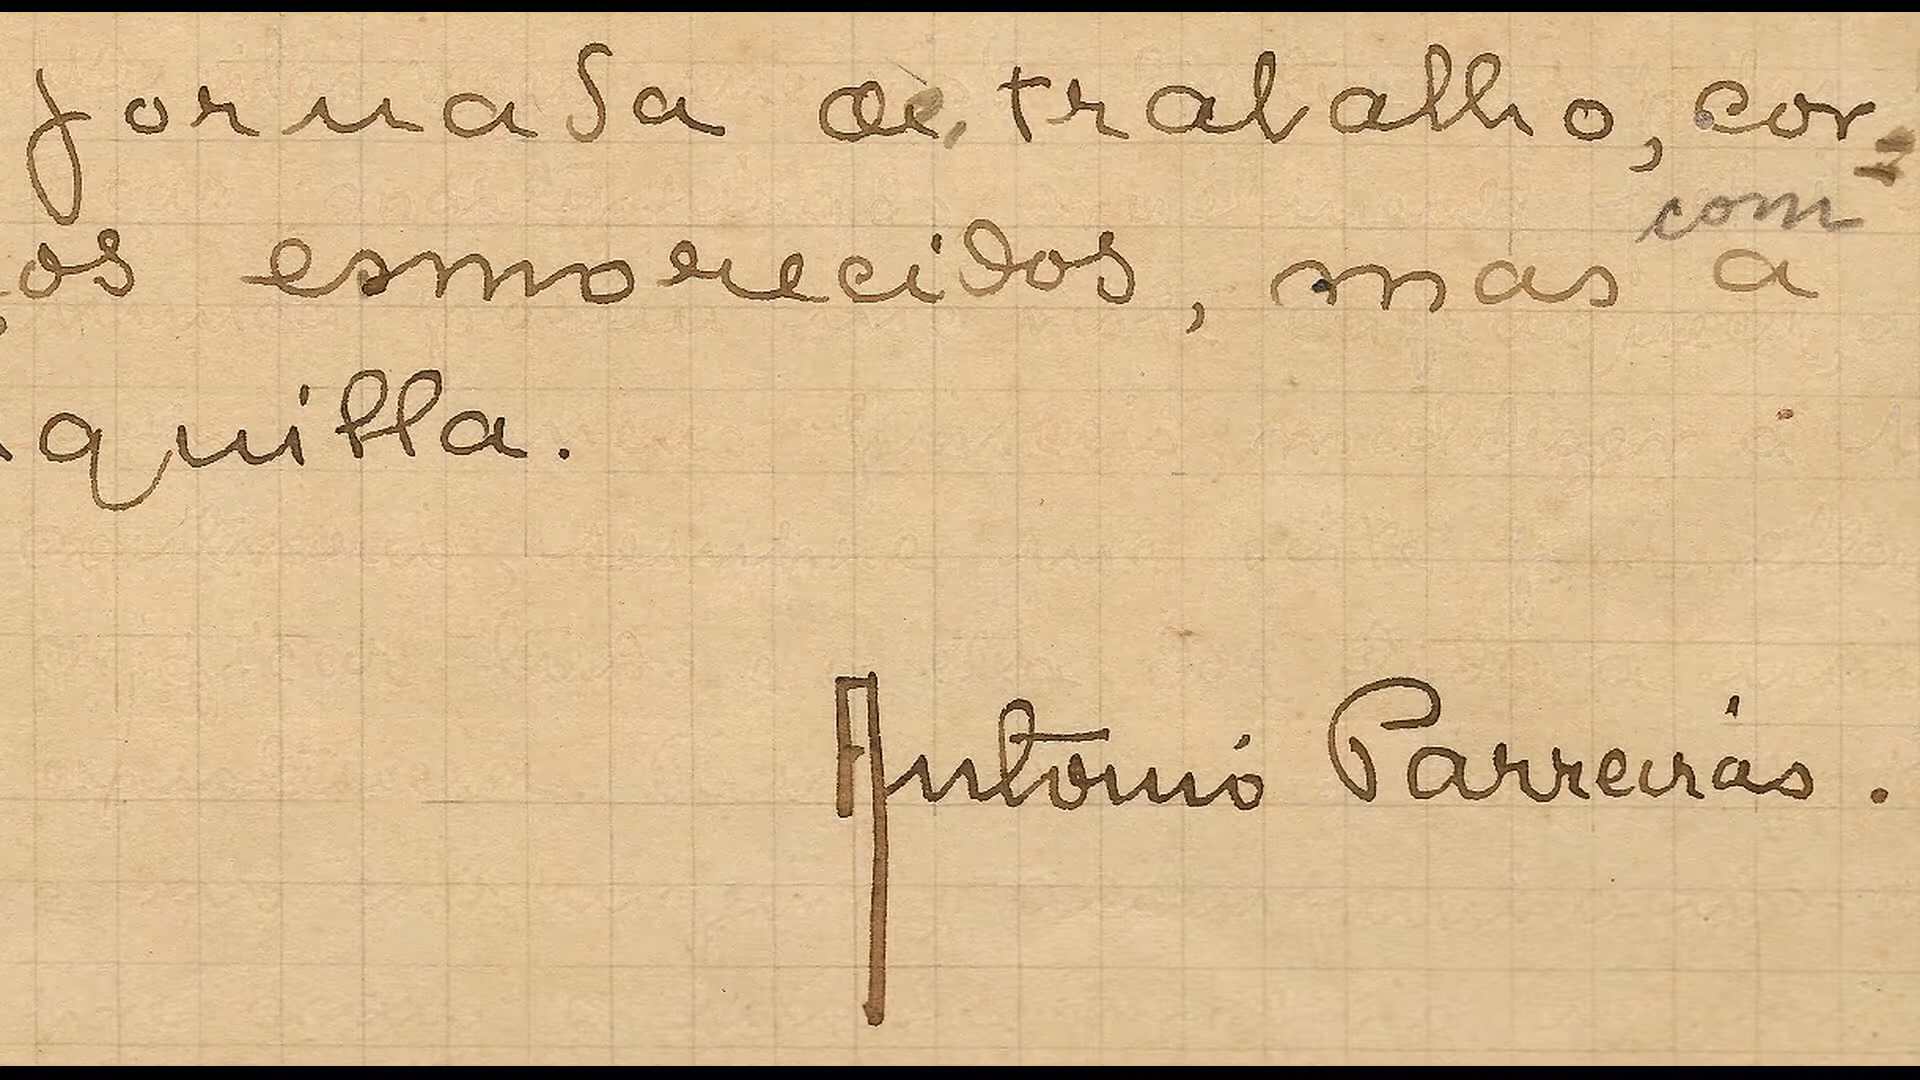 jornada de trabalho, cor-
os esmorecidos, mas com a
quilla.
Antonio Parreiras.